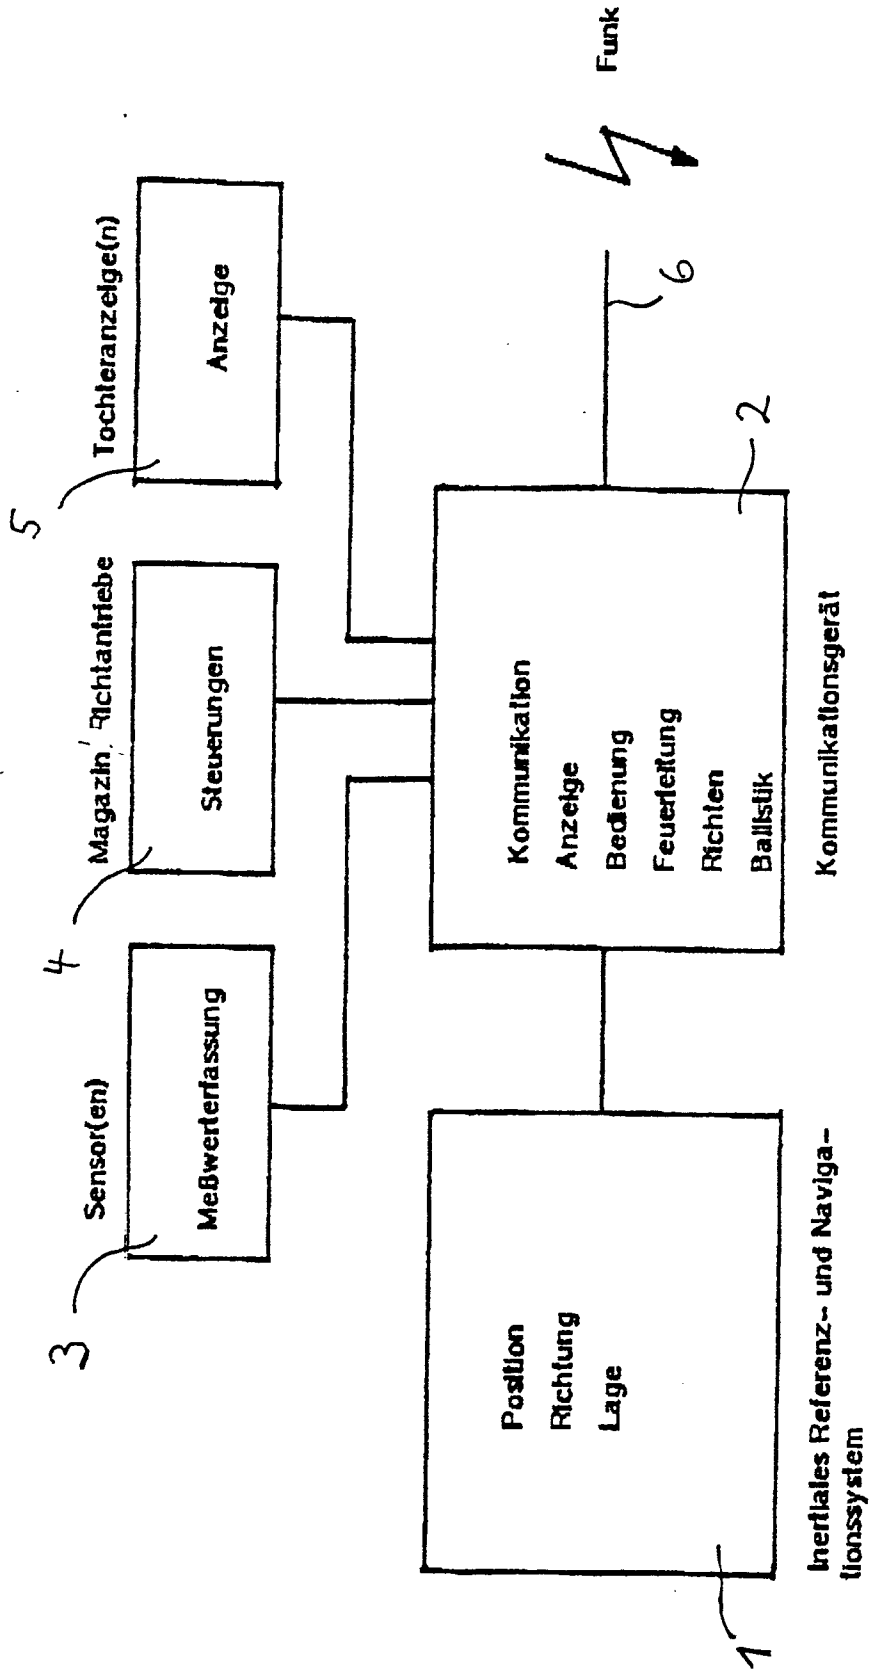 Sensor(en)
Magazin, Richtantriebe
Tochteranzeige(n)
3
4
5
Meßwerterfassung
Steuerungen
Anzeige
Funk
Position
Richtung
Lage
Kommunikation
Anzeige
Bedienung
Feuerleitung
Richten
Ballistik
6
1
2
Inertiales Referenz- und Naviga-
tionssystem
Kommunikationsgerät